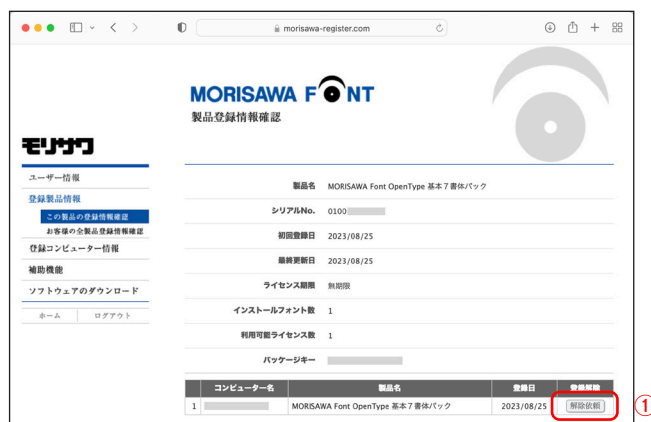 morisawa-register.com
MORISAWA FONT
製品登録情報確認
モリサワ
ユーザー情報
登録製品情報
この製品の登録情報確認
お客様の全製品登録情報確認
登録コンピューター情報
補助機能
ソフトウェアのダウンロード
ホーム ログアウト
製品名 MORISAWA Font OpenType 基本7書体パック
シリアルNo. 0100
初回登録日 2023/08/25
最終更新日 2023/08/25
ライセンス期限 無期限
インストールフォント数 1
利用可能ライセンス数 1
パッケージキー
コンピューター名 製品名 登録日 登録解除
1 MORISAWA Font OpenType 基本7書体パック 2023/08/25 解除依頼
①